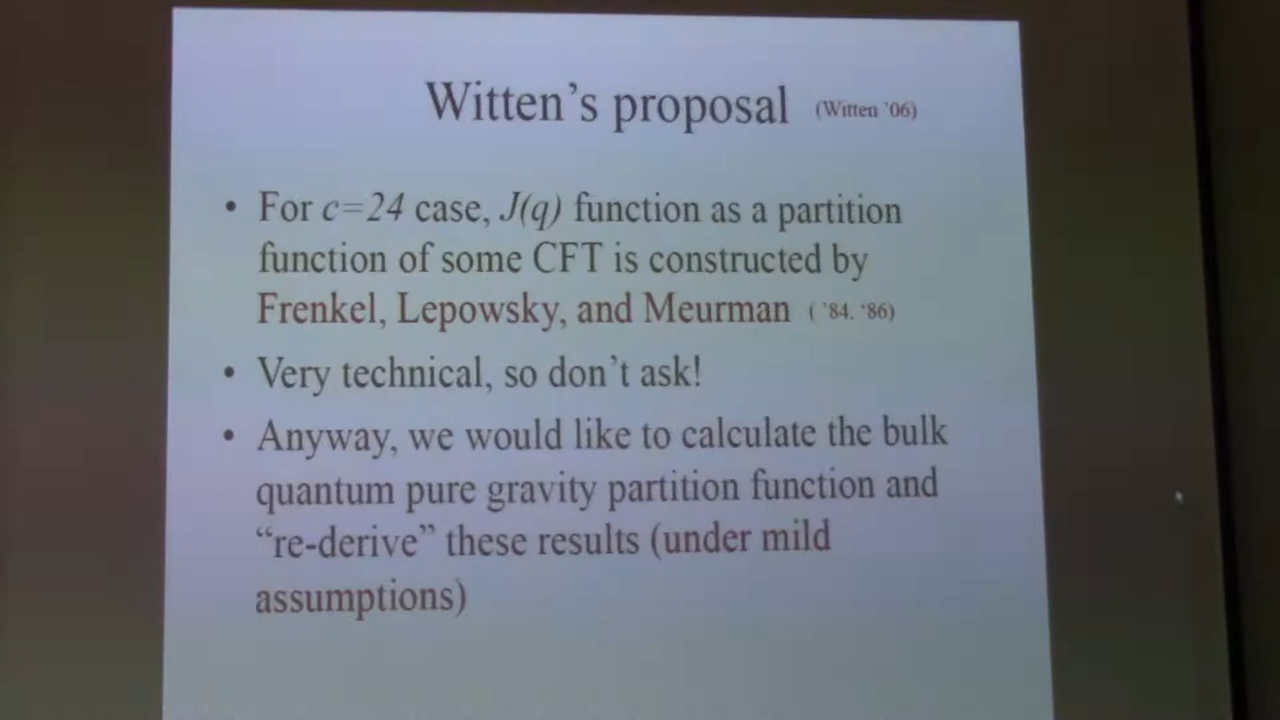 Witten's proposal (Witten '06)
• For c=24 case, J(q) function as a partition
function of some CFT is constructed by
Frenkel, Lepowsky, and Meurman ( '84. '86)
• Very technical, so don't ask!
• Anyway, we would like to calculate the bulk
quantum pure gravity partition function and
“re-derive” these results (under mild
assumptions)